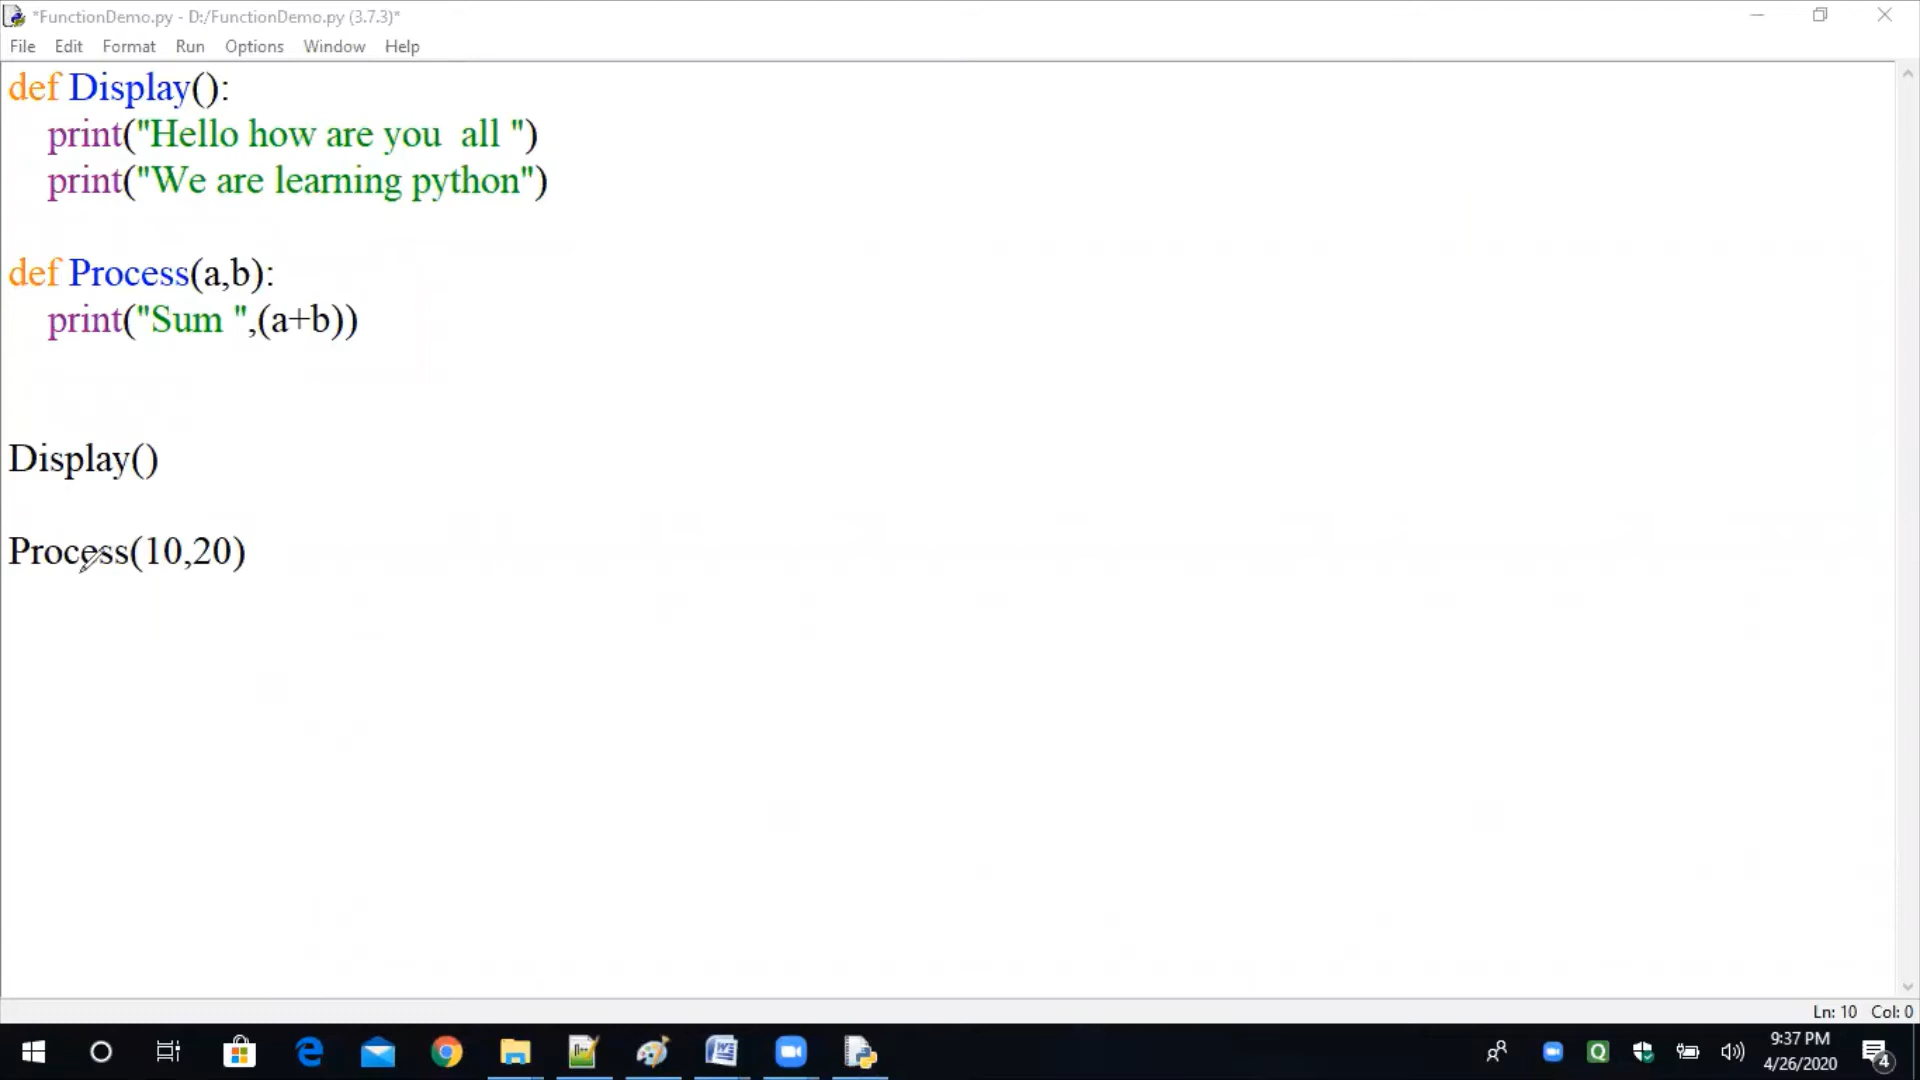 *FunctionDemo.py - D:/FunctionDemo.py (3.7.3)*
File Edit Format Run Options Window Help
def Display():
    print("Hello how are you  all ")
    print("We are learning python")
def Process(a,b):
    print("Sum ",(a+b))
Display()
Process(10,20)
Ln: 10 Col: 0
9:37 PM
4/26/2020
4